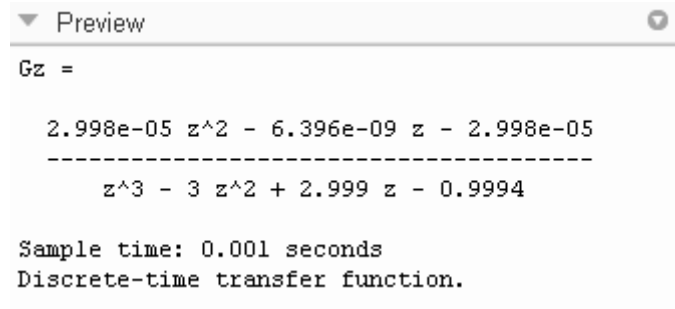 Preview
Gz =
2.998e-05 z^2 - 6.396e-09 z - 2.998e-05
---------------------------------------
z^3 - 3 z^2 + 2.999 z - 0.9994
Sample time: 0.001 seconds
Discrete-time transfer function.